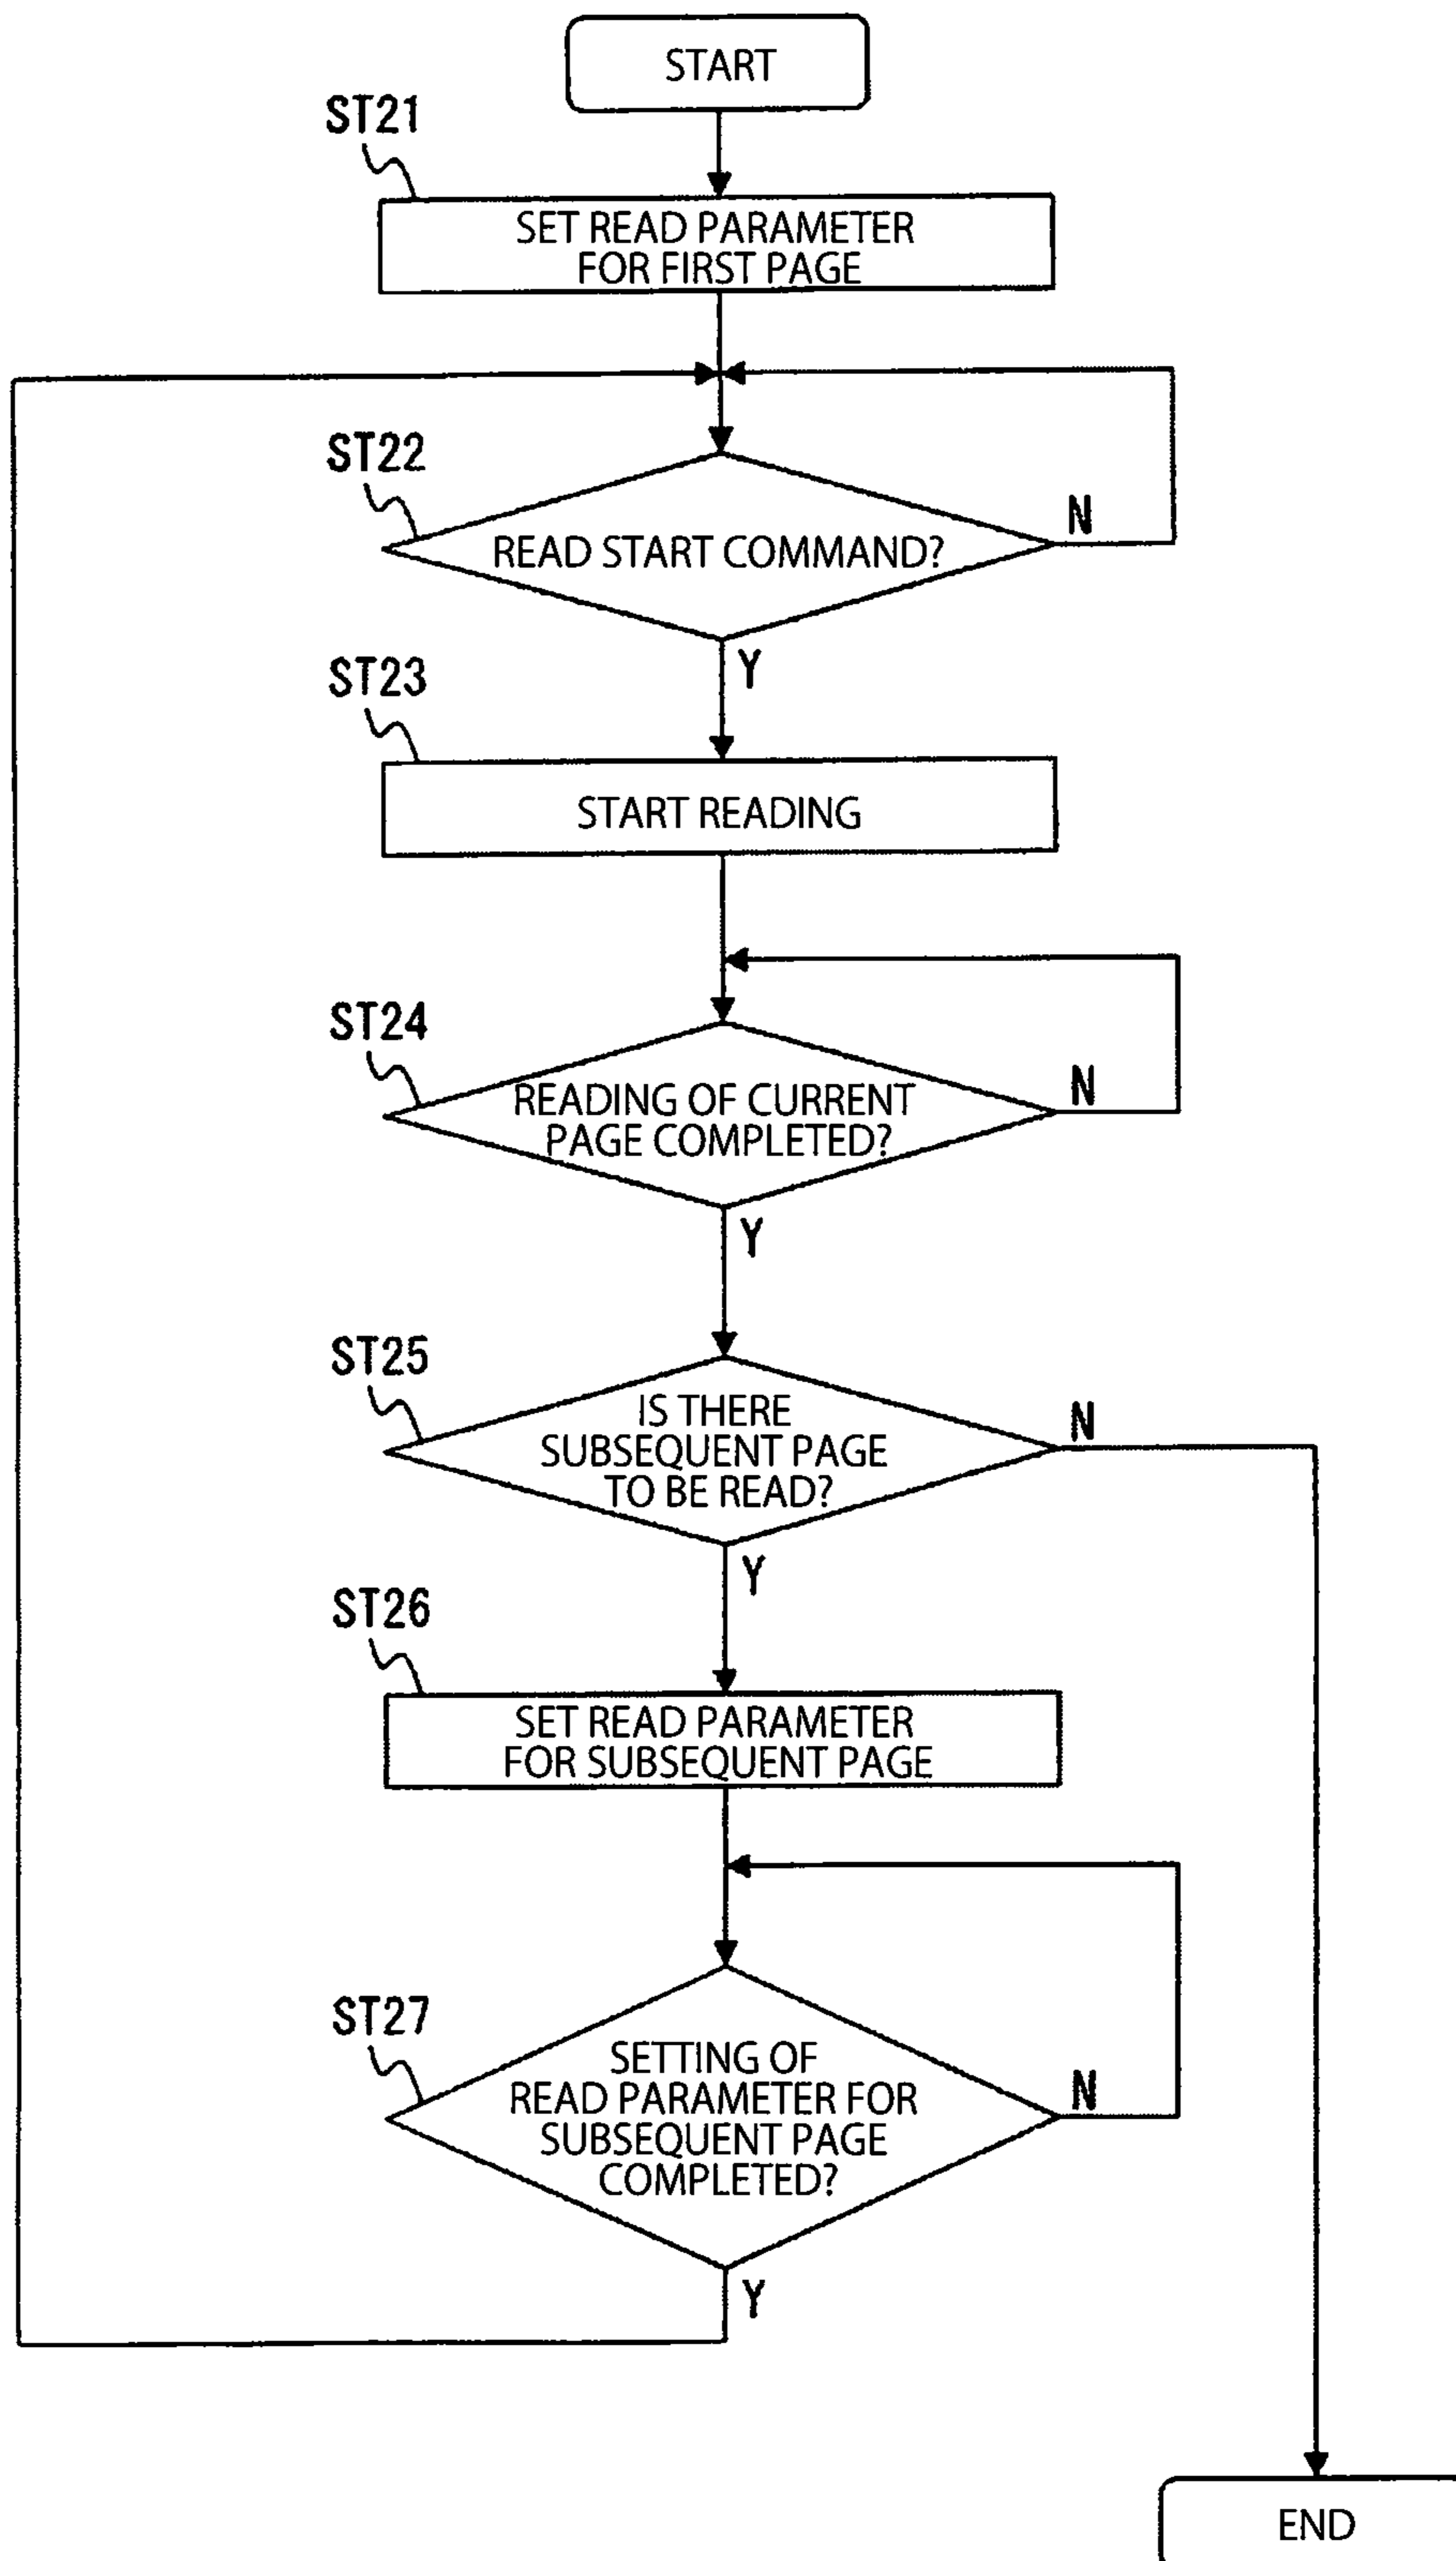 START
ST21
SET READ PARAMETER
FOR FIRST PAGE
ST22
READ START COMMAND?
N
Y
ST23
START READING
ST24
READING OF CURRENT
PAGE COMPLETED?
N
Y
ST25
IS THERE
SUBSEQUENT PAGE
TO BE READ?
N
Y
ST26
SET READ PARAMETER
FOR SUBSEQUENT PAGE
ST27
SETTING OF
READ PARAMETER FOR
SUBSEQUENT PAGE
COMPLETED?
N
Y
END